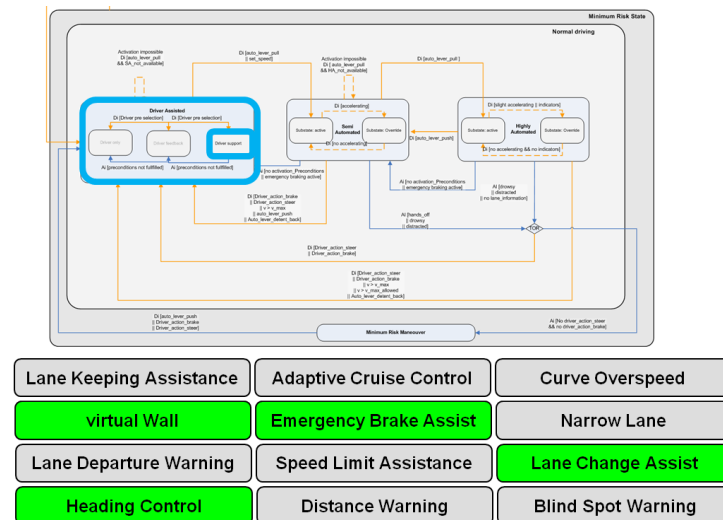 Minimum Risk State
Normal driving
Activation impossible
Di [auto_lever_pull
&& SA_not_available]
Di [auto_lever_pull
|| set_speed]
Activation impossible
Di [ auto_lever_pull
&& HA_not_available]
Di [auto_lever_pull ]
Driver Assisted
Di [Driver pre selection]
Di [Driver pre selection]
Driver only
Driver feedback
Driver support
Ai [preconditions not fullfilled]
Ai [preconditions not fulfilled]
Di [accelerating]
Substate: active
Semi
Automated
Substate: Override
Di [no accelerating]
Di [auto_lever_push]
Di [slight accelerating || indicators]
Substate: active
Highly
Automated
Substate: Override
Di [no accelerating && no indicators]
Ai [no activation_Preconditions
|| emergency braking active]
Ai [no activation_Preconditions
|| emergency braking active]
Di [Driver_action_brake
|| Driver_action_steer
|| v > v_max
|| auto_lever_push
|| Auto_lever_detent_back]
AI [hands_off
|| drowsy
|| distracted]
AI [drowsy
|| distracted
|| no lane_information]
TOR
Di [Driver_action_steer
|| Driver_action_brake]
Di [Driver_action_steer
|| Driver_action_brake
|| v > v_max
|| v > v_max_allowed
|| Auto_lever_detent_back]
Di [auto_lever_push
|| Driver_action_brake
|| Driver_action_steer]
Minimum Risk Maneouver
Ai [No driver_action_steer
&& no driver_action_brake]
Lane Keeping Assistance
Adaptive Cruise Control
Curve Overspeed
virtual Wall
Emergency Brake Assist
Narrow Lane
Lane Departure Warning
Speed Limit Assistance
Lane Change Assist
Heading Control
Distance Warning
Blind Spot Warning